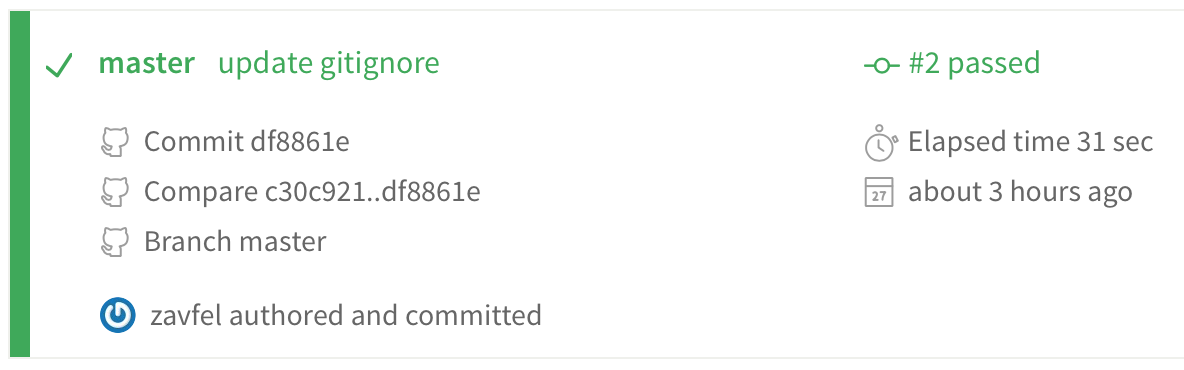 master update gitignore
#2 passed
Commit df8861e
Elapsed time 31 sec
Compare c30c921..df8861e
27 about 3 hours ago
Branch master
zavfel authored and committed